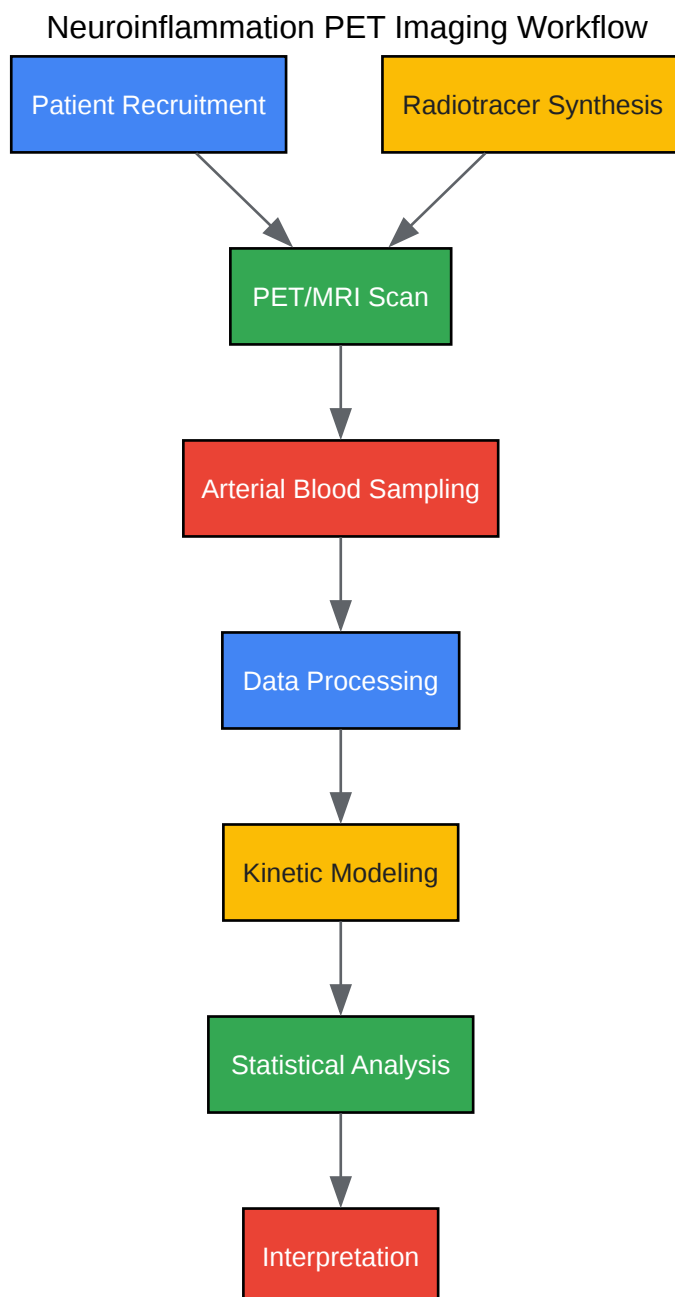 Neuroinflammation PET Imaging Workflow
Patient Recruitment
Radiotracer Synthesis
PET/MRI Scan
Arterial Blood Sampling
Data Processing
Kinetic Modeling
Statistical Analysis
Interpretation